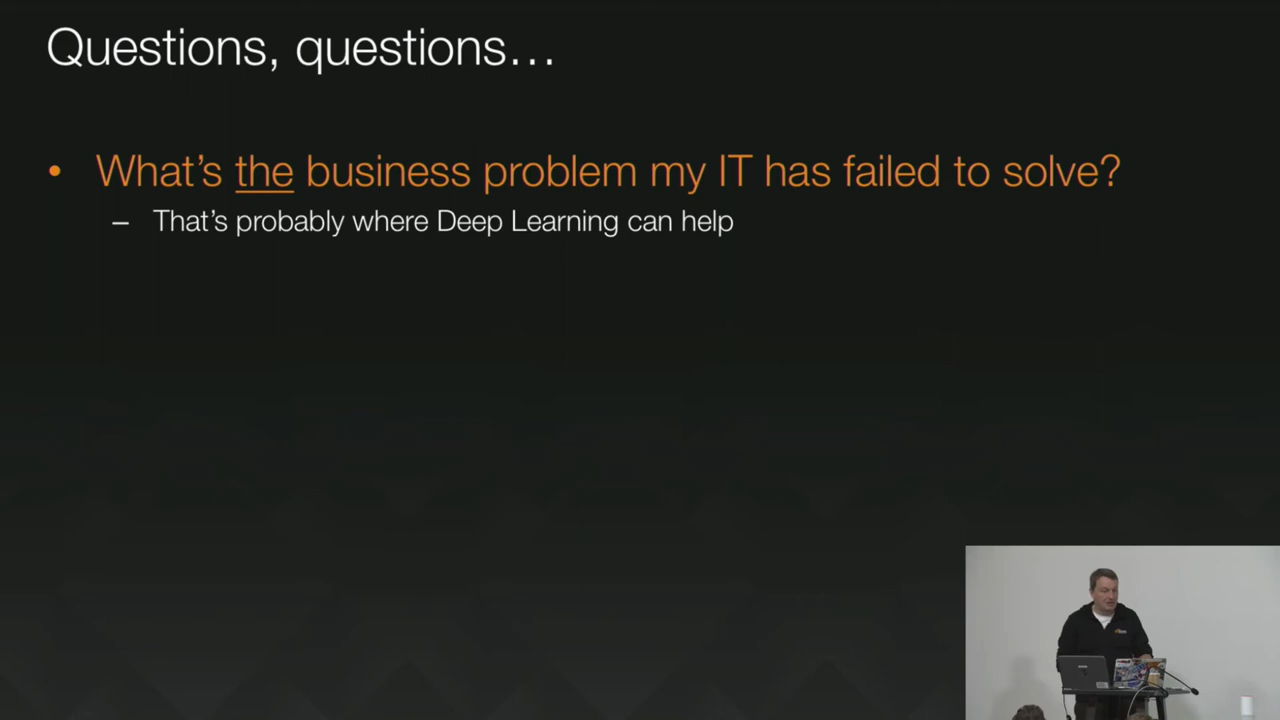 Questions, questions…
• What's the business problem my IT has failed to solve?
– That's probably where Deep Learning can help